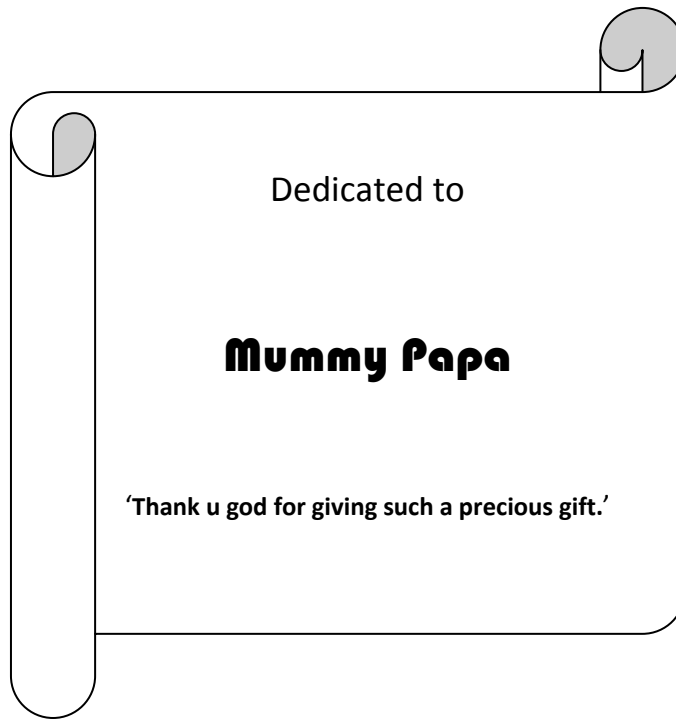 Dedicated to
Mummy Papa
‘Thank u god for giving such a precious gift.’